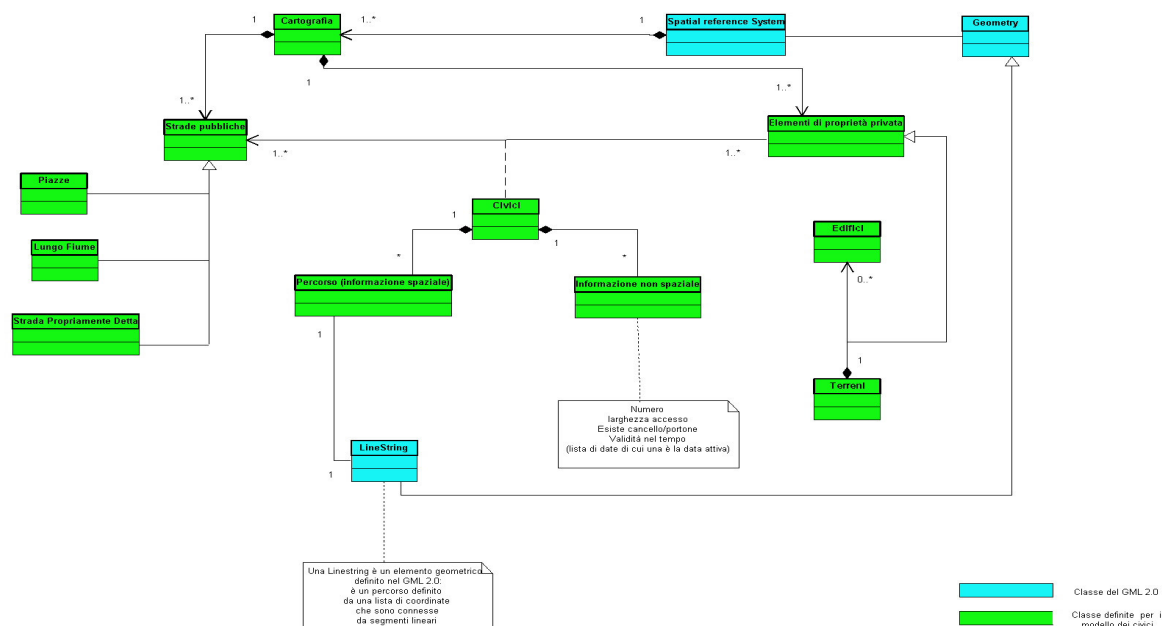 Cartografia
Spatial reference System
Geometry
1
1..*
1
1
1..*
1..*
Strade pubbliche
Elementi di proprietà privata
1..*
1..*
Piazze
Civici
1
1
Lungo Fiume
Edifici
*
*
0..*
Percorso (informazione spaziale)
Informazione non spaziale
Strada Propriamente Detta
1
1
Terreni
Numero
larghezza accesso
Esiste cancello/portone
Validità nel tempo
(lista di date di cui una è la data attiva)
LineString
1
Una Linestring è un elemento geometrico
definito nel GML 2.0:
è un percorso definito
da una lista di coordinate
che sono connesse
da segmenti lineari
Classe del GML 2.0
Classe definite per i
modello dei civici